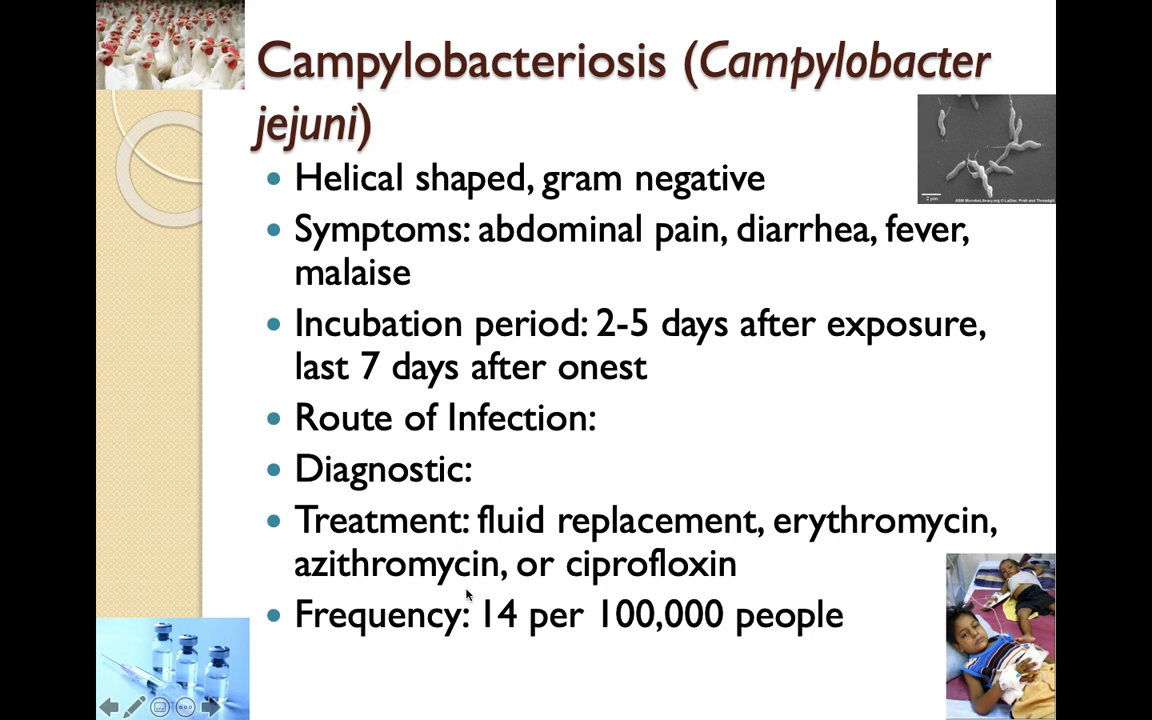 Campylobacteriosis (Campylobacter
jejuni)
2 µm
• Helical shaped, gram negative
• Symptoms: abdominal pain, diarrhea, fever,
malaise
• Incubation period: 2-5 days after exposure,
last 7 days after onest
• Route of Infection:
• Diagnostic:
• Treatment: fluid replacement, erythromycin,
azithromycin, or ciprofloxin
• Frequency: 14 per 100,000 people